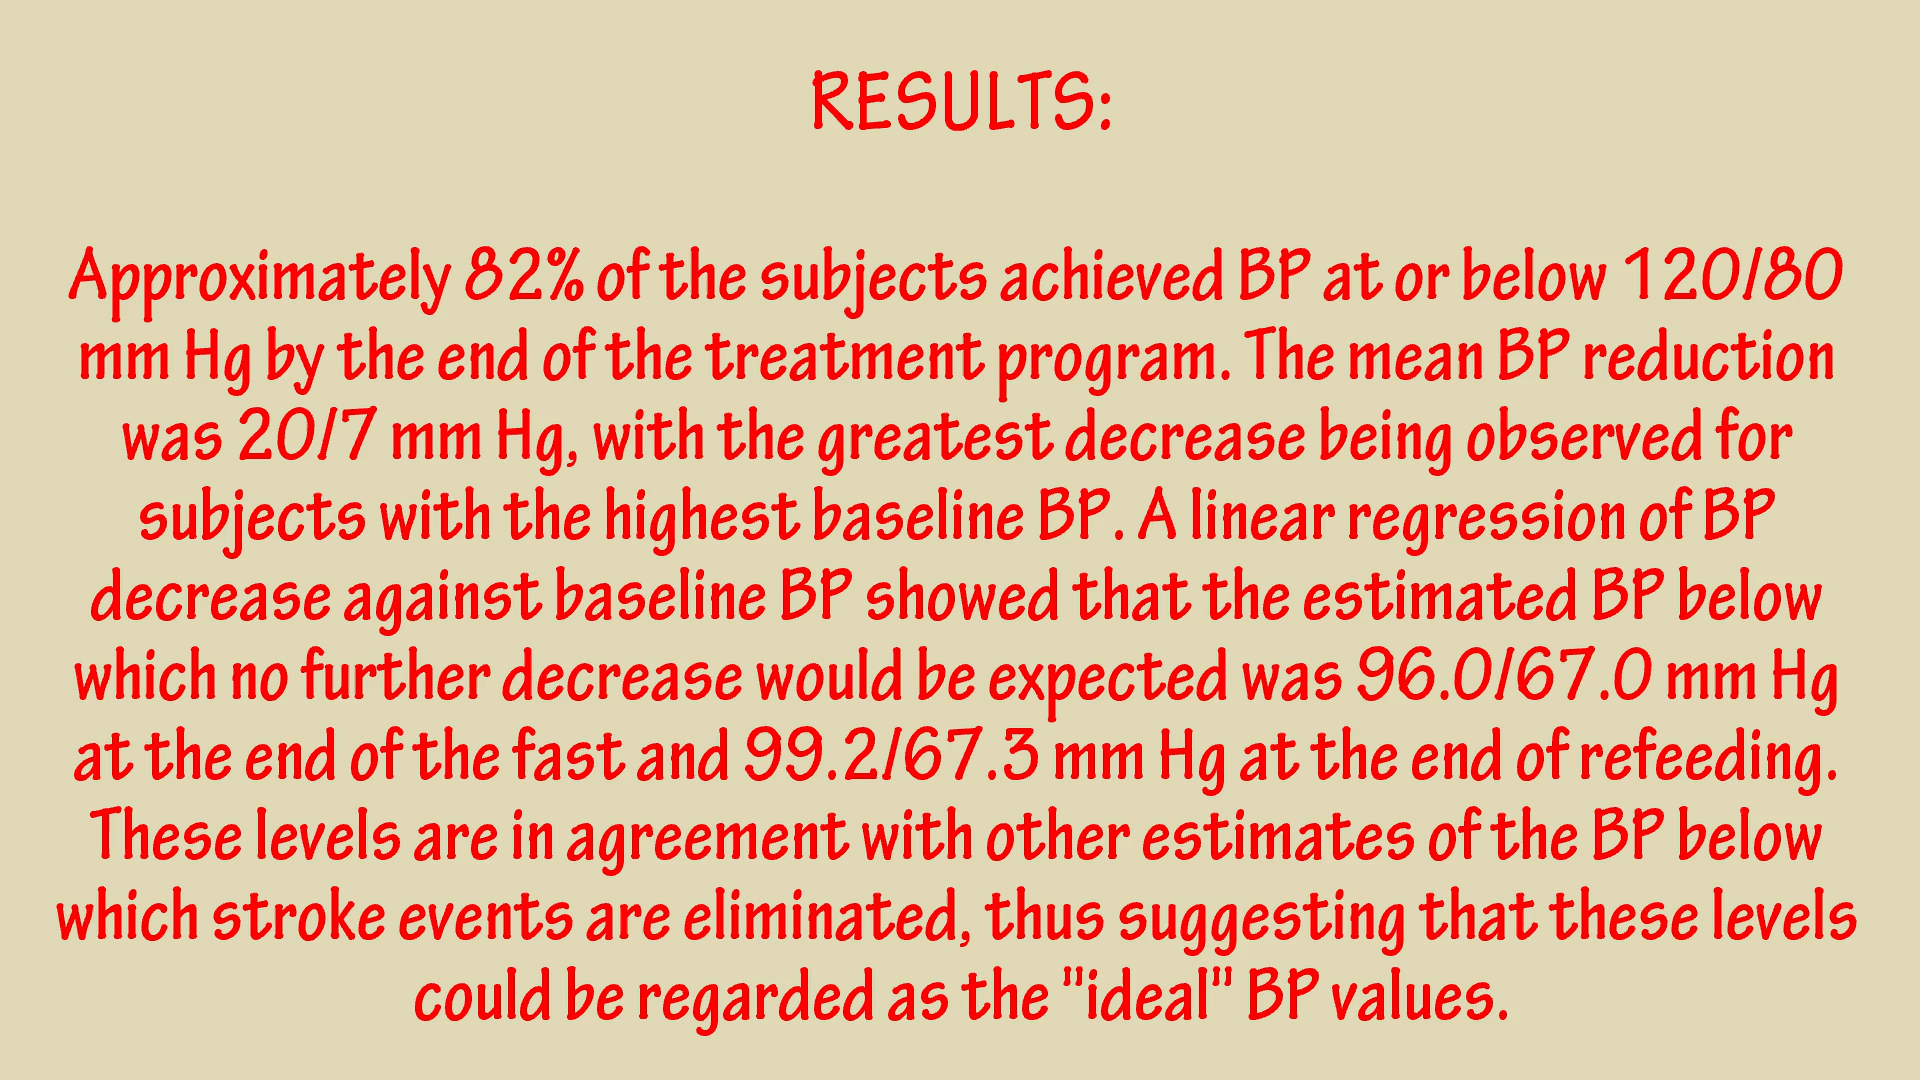 RESULTS:
Approximately 82% of the subjects achieved BP at or below 120/80
mm Hg by the end of the treatment program. The mean BP reduction
was 20/7 mm Hg, with the greatest decrease being observed for
subjects with the highest baseline BP. A linear regression of BP
decrease against baseline BP showed that the estimated BP below
which no further decrease would be expected was 96.0/67.0 mm Hg
at the end of the fast and 99.2/67.3 mm Hg at the end of refeeding.
These levels are in agreement with other estimates of the BP below
which stroke events are eliminated, thus suggesting that these levels
could be regarded as the "ideal" BP values.